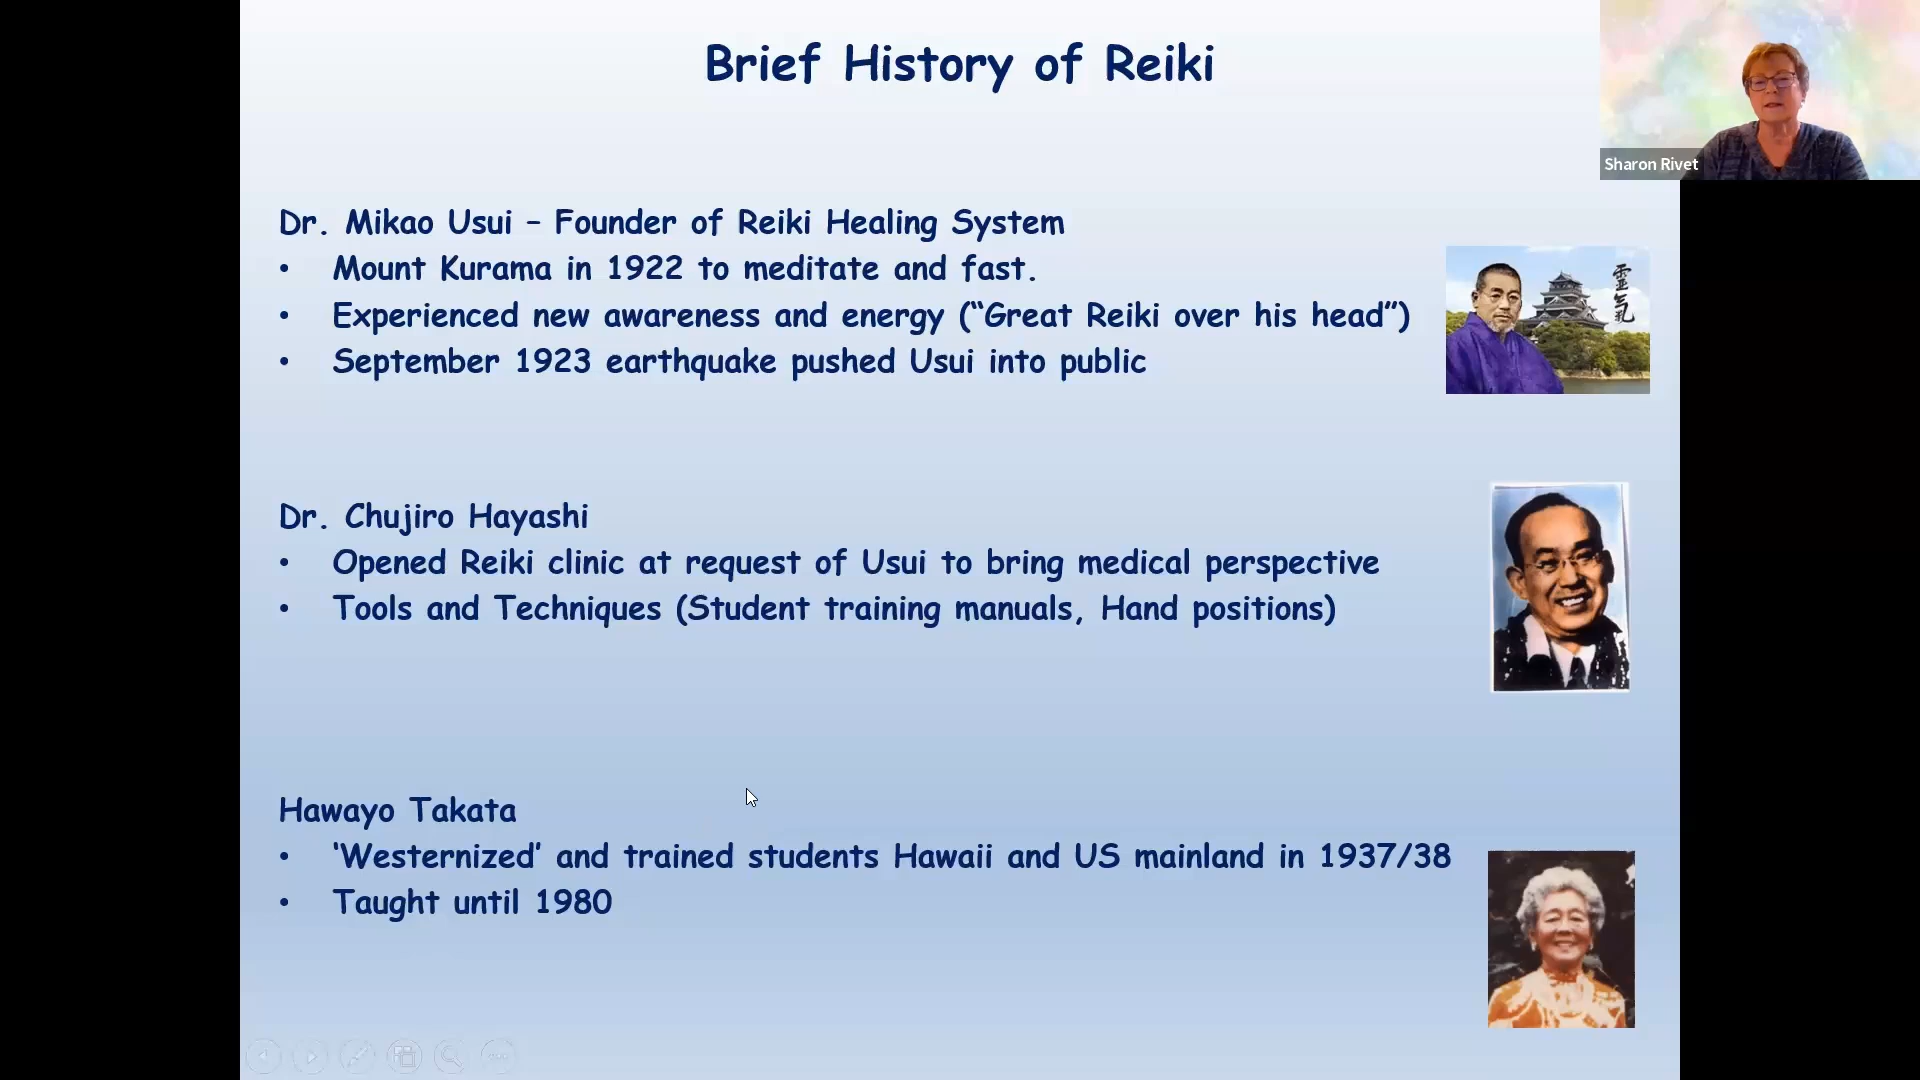 Brief History of Reiki
Sharon Rivet
Dr. Mikao Usui – Founder of Reiki Healing System
• Mount Kurama in 1922 to meditate and fast.
• Experienced new awareness and energy (“Great Reiki over his head”)
• September 1923 earthquake pushed Usui into public
靈
气
Dr. Chujiro Hayashi
• Opened Reiki clinic at request of Usui to bring medical perspective
• Tools and Techniques (Student training manuals, Hand positions)
Hawayo Takata
• ‘Westernized’ and trained students Hawaii and US mainland in 1937/38
• Taught until 1980